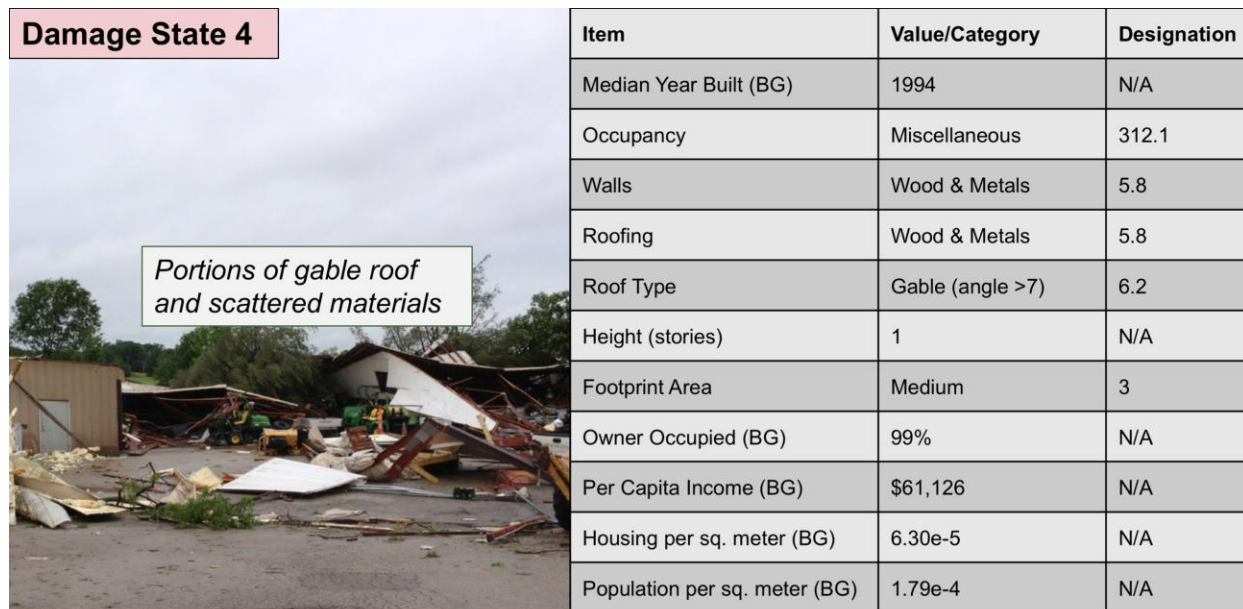 Damage State 4
Portions of gable roof
and scattered materials
Item Value/Category Designation
Median Year Built (BG) 1994 N/A
Occupancy Miscellaneous 312.1
Walls Wood & Metals 5.8
Roofing Wood & Metals 5.8
Roof Type Gable (angle >7) 6.2
Height (stories) 1 N/A
Footprint Area Medium 3
Owner Occupied (BG) 99% N/A
Per Capita Income (BG) $61,126 N/A
Housing per sq. meter (BG) 6.30e-5 N/A
Population per sq. meter (BG) 1.79e-4 N/A